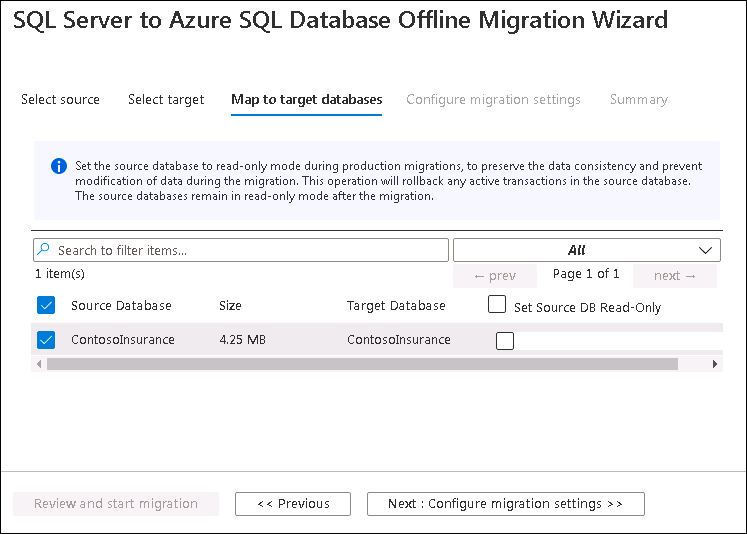 SQL Server to Azure SQL Database Offline Migration Wizard
Select source Select target Map to target databases Configure migration settings Summary
Set the source database to read-only mode during production migrations, to preserve the data consistency and prevent
modification of data during the migration. This operation will rollback any active transactions in the source database.
The source databases remain in read-only mode after the migration.
Search to filter items... All
1 item(s) ← prev Page 1 of 1 next →
Source Database Size Target Database Set Source DB Read-Only
ContosoInsurance 4.25 MB ContosoInsurance
Review and start migration << Previous Next : Configure migration settings >>